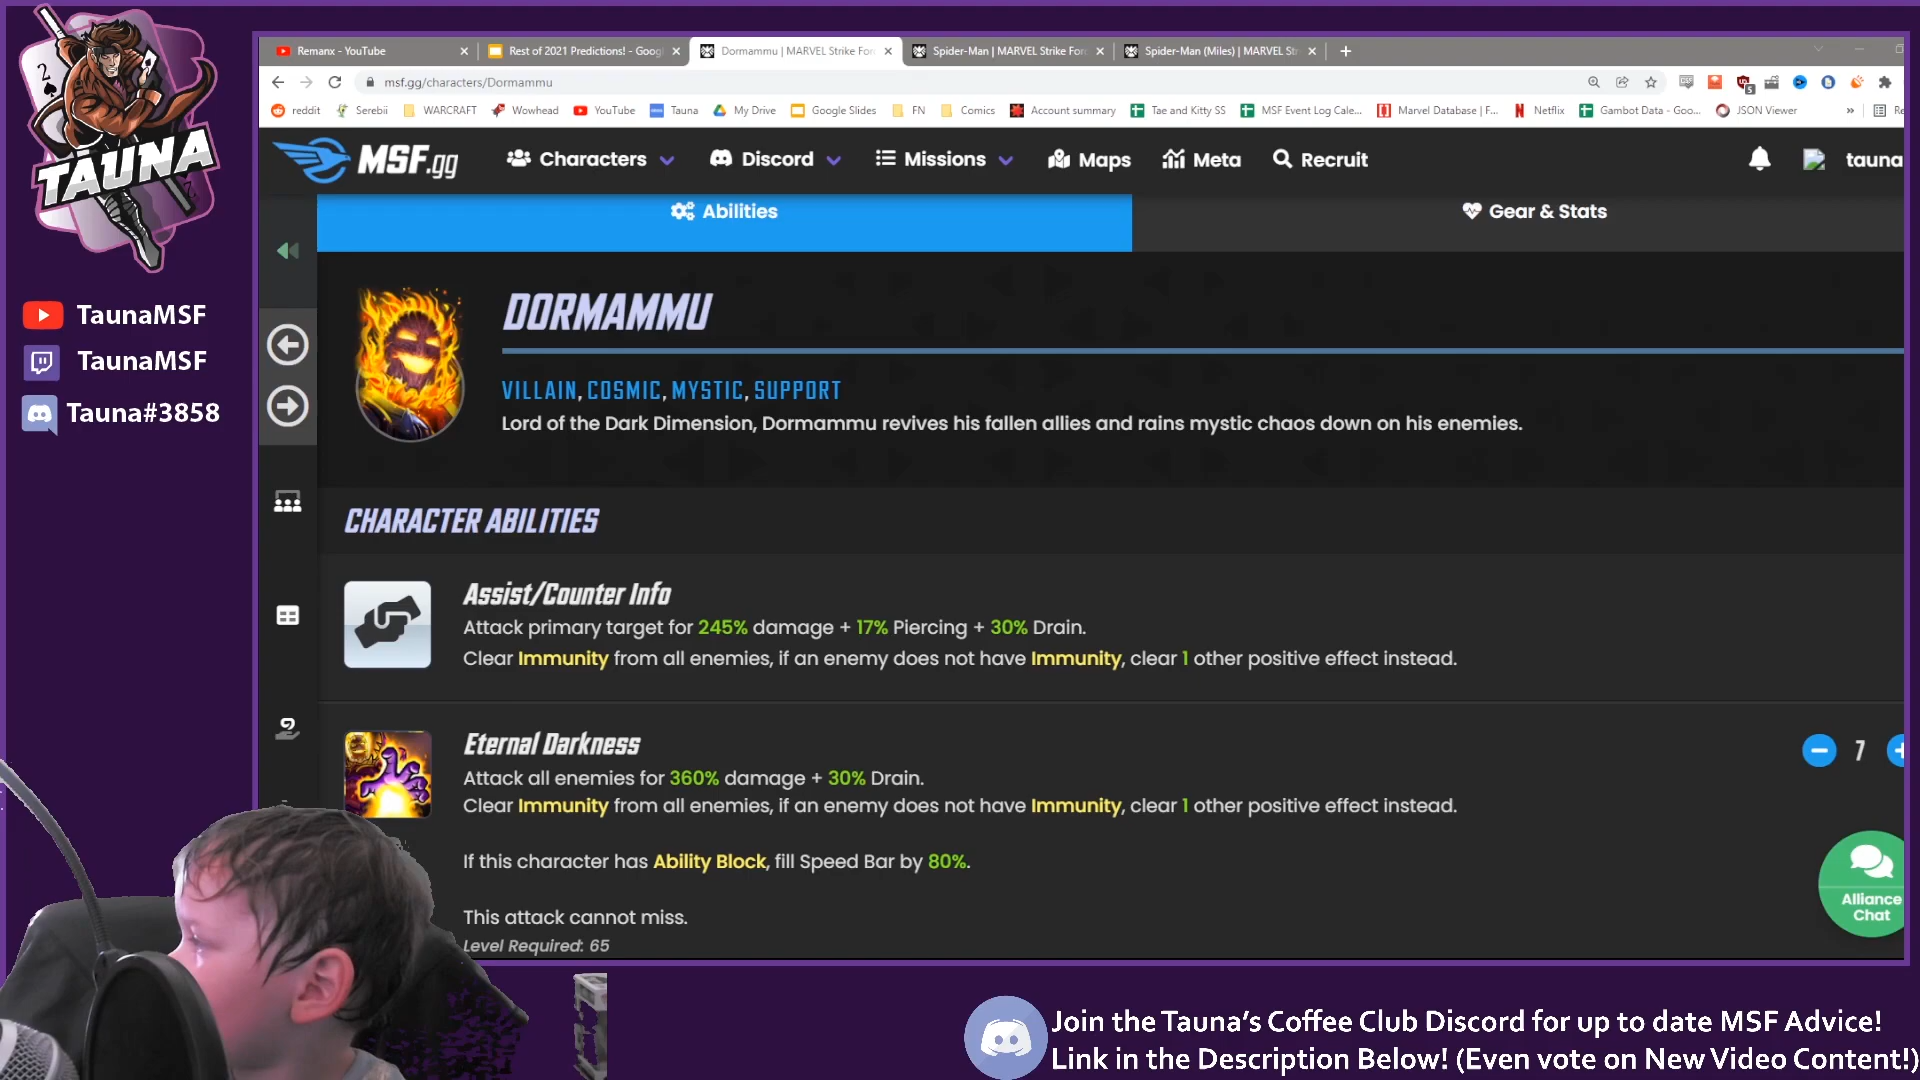 TAUNA
TaunaMSF
TaunaMSF
Tauna#3858
Remanx - YouTube
Rest of 2021 Predictions! - Goog
Dormammu | MARVEL Strike For
Spider-Man | MARVEL Strike For
Spider-Man (Miles) | MARVEL St
msf.gg/characters/Dormammu
reddit Serebii WARCRAFT Wowhead YouTube Tauna My Drive Google Slides FN Comics Account summary Tae and Kitty SS MSF Event Log Cale... Marvel Database | F... Netflix Gambot Data - Goo... JSON Viewer » Re
MSF.gg Characters Discord Missions Maps Meta Recruit tauna
Abilities Gear & Stats
DORMAMMU
VILLAIN, COSMIC, MYSTIC, SUPPORT
Lord of the Dark Dimension, Dormammu revives his fallen allies and rains mystic chaos down on his enemies.
CHARACTER ABILITIES
Assist/Counter Info
Attack primary target for 245% damage + 17% Piercing + 30% Drain.
Clear Immunity from all enemies, if an enemy does not have Immunity, clear 1 other positive effect instead.
Eternal Darkness
7
Attack all enemies for 360% damage + 30% Drain.
Clear Immunity from all enemies, if an enemy does not have Immunity, clear 1 other positive effect instead.
If this character has Ability Block, fill Speed Bar by 80%.
This attack cannot miss.
Level Required: 65
Alliance
Chat
Join the Tauna's Coffee Club Discord for up to date MSF Advice!
Link in the Description Below! (Even vote on New Video Content!)